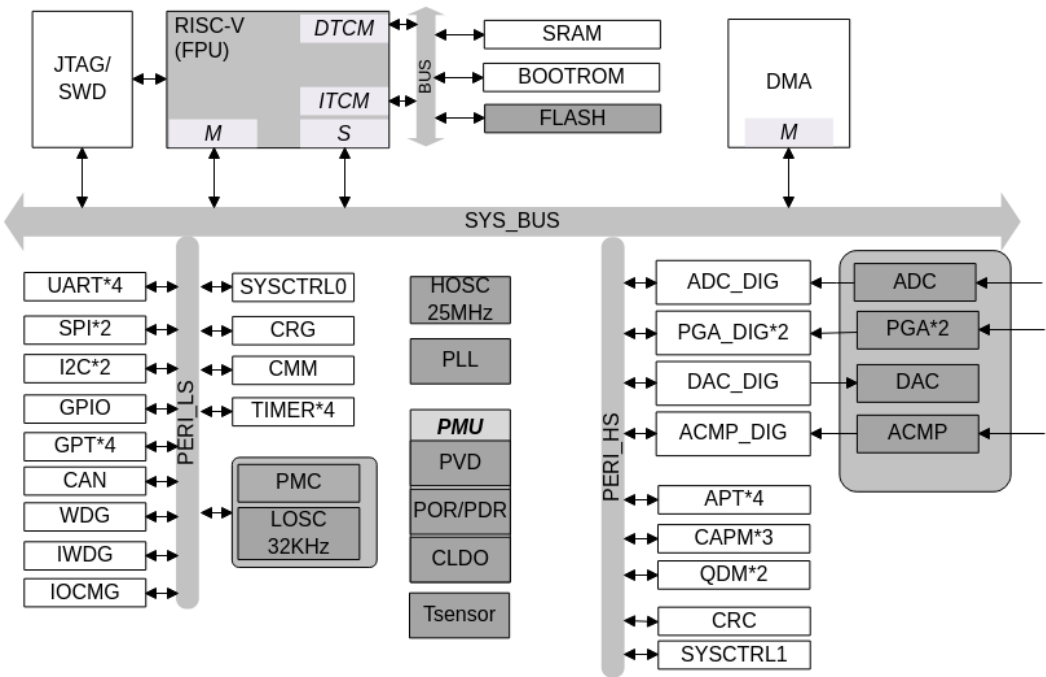 JTAG/
SWD
RISC-V
(FPU)
DTCM
ITCM
M
S
BUS
SRAM
BOOTROM
FLASH
DMA
M
SYS_BUS
PERI_LS
UART*4
SPI*2
I2C*2
GPIO
GPT*4
CAN
WDG
IWDG
IOCMG
SYSCTRL0
CRG
CMM
TIMER*4
PMC
LOSC
32KHz
HOSC
25MHz
PLL
PMU
PVD
POR/PDR
CLDO
Tsensor
PERI_HS
ADC_DIG
PGA_DIG*2
DAC_DIG
ACMP_DIG
ADC
PGA*2
DAC
ACMP
APT*4
CAPM*3
QDM*2
CRC
SYSCTRL1